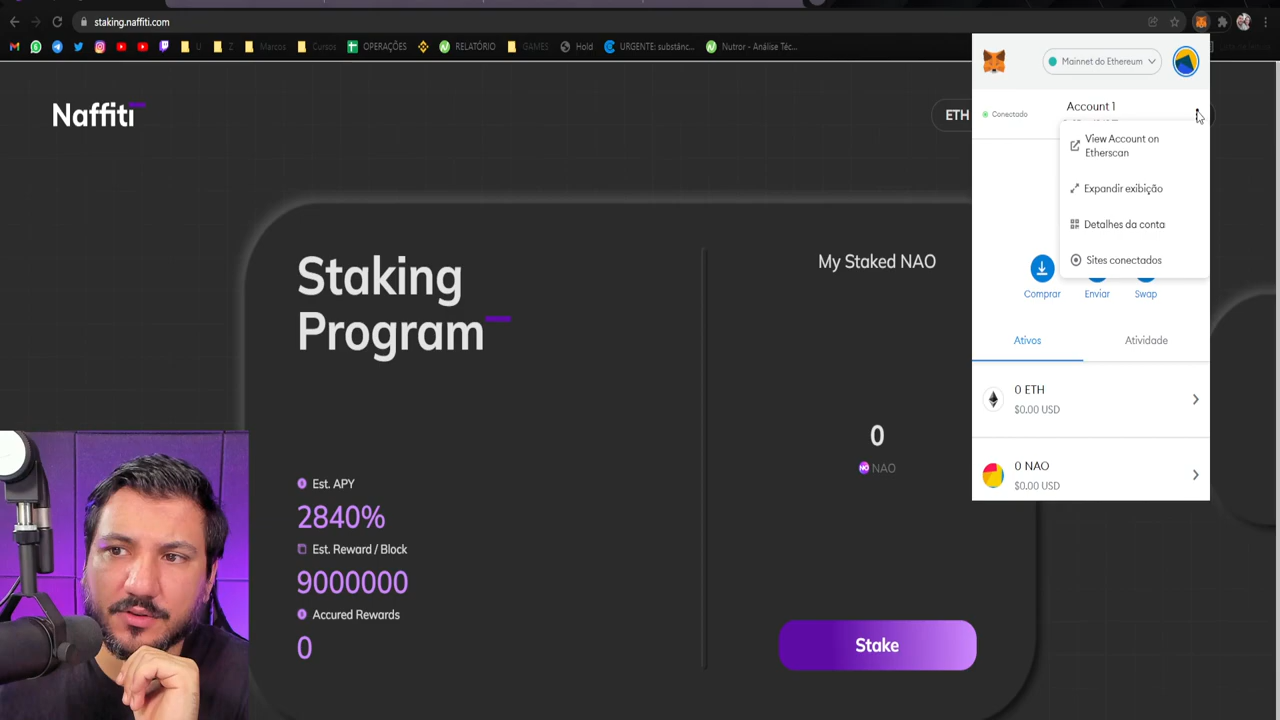 staking.naffiti.com
U
Z
Marcos
Cursos
OPERAÇÕES
RELATÓRIO
GAMES
Hold
URGENTE: substânc...
Nutror - Análise Téc...
Mainnet do Ethereum
Naffiti
ETH
Conectado
Account 1
View Account on
Etherscan
Expandir exibição
Detalhes da conta
Sites conectados
Comprar
Enviar
Swap
Ativos
Atividade
0 ETH
$0.00 USD
0 NAO
$0.00 USD
Staking
Program
Est. APY
2840%
Est. Reward / Block
9000000
Accured Rewards
0
My Staked NAO
0
NO NAO
Stake